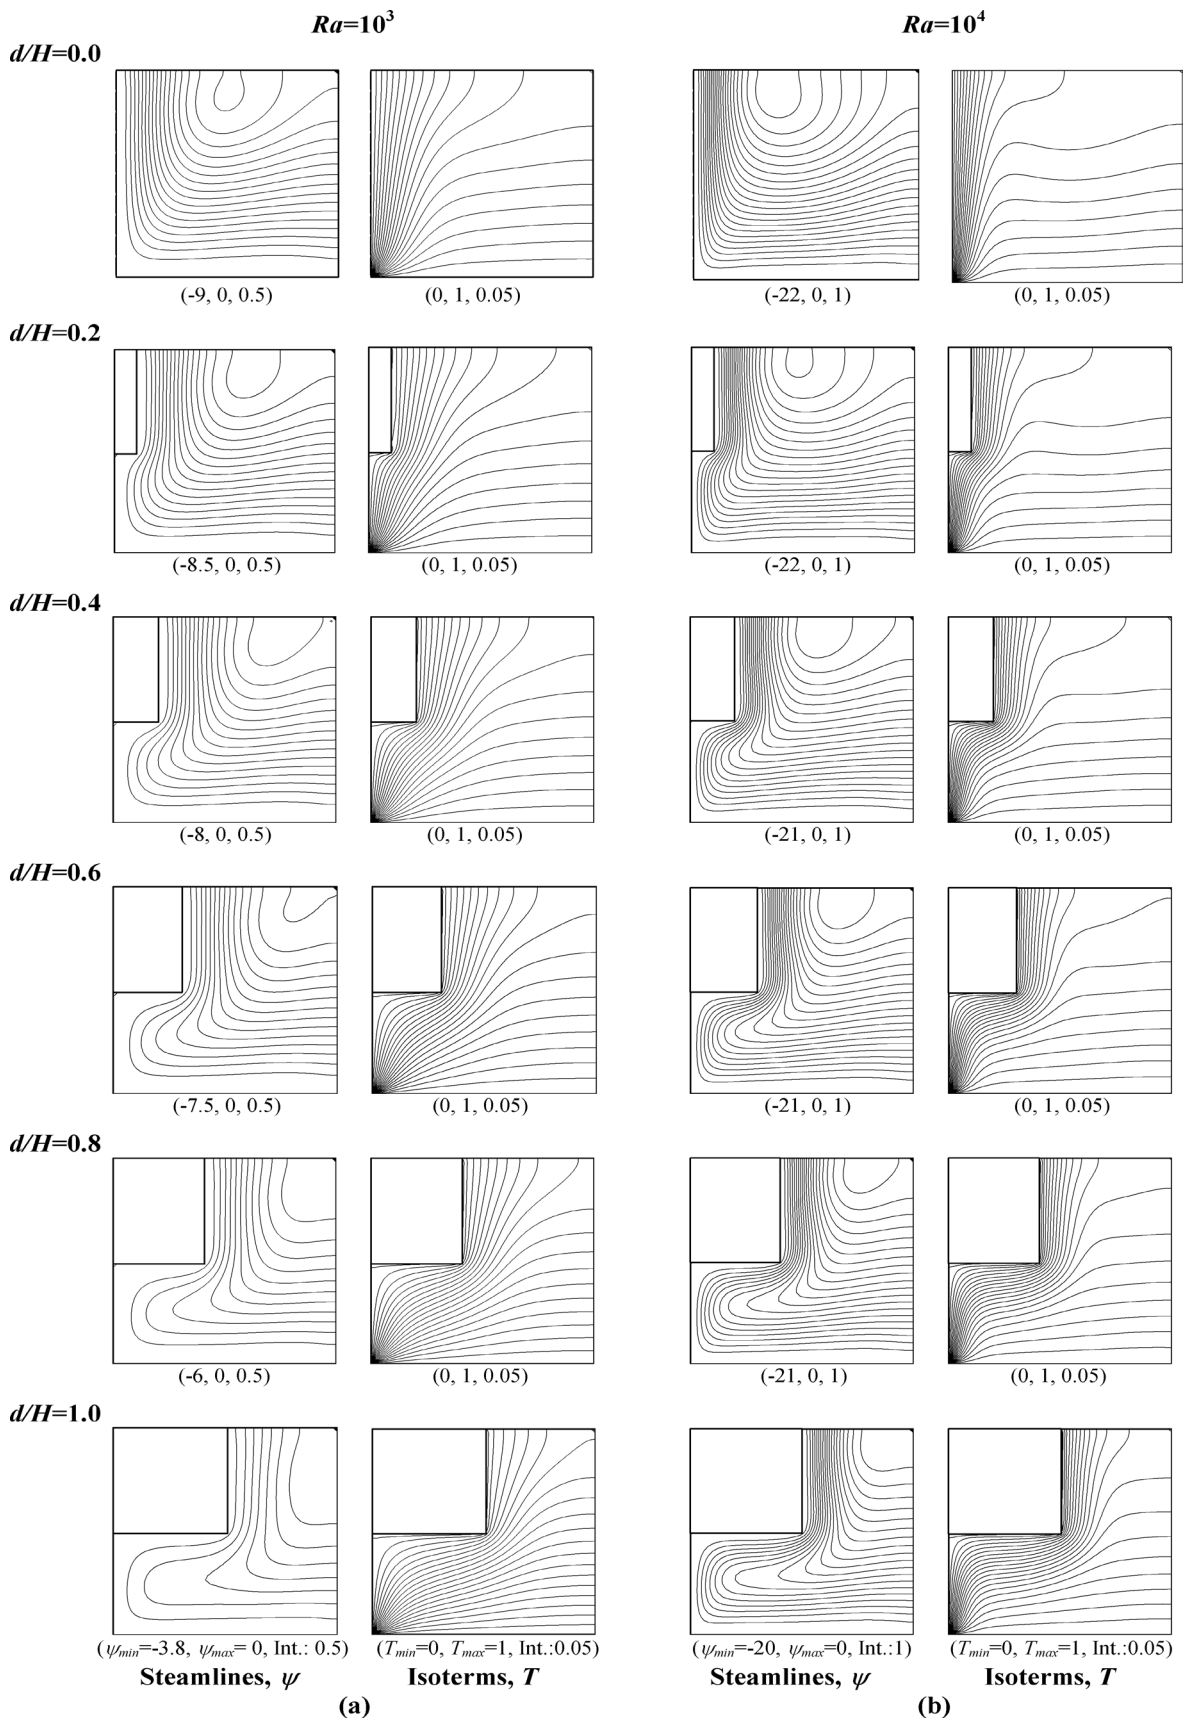 Ra=10³ Ra=10⁴
d/H=0.0
(-9, 0, 0.5) (0, 1, 0.05) (-22, 0, 1) (0, 1, 0.05)
d/H=0.2
(-8.5, 0, 0.5) (0, 1, 0.05) (-22, 0, 1) (0, 1, 0.05)
d/H=0.4
(-8, 0, 0.5) (0, 1, 0.05) (-21, 0, 1) (0, 1, 0.05)
d/H=0.6
(-7.5, 0, 0.5) (0, 1, 0.05) (-21, 0, 1) (0, 1, 0.05)
d/H=0.8
(-6, 0, 0.5) (0, 1, 0.05) (-21, 0, 1) (0, 1, 0.05)
d/H=1.0
(ψmin=-3.8, ψmax= 0, Int.: 0.5) (Tmin=0, Tmax=1, Int.:0.05) (ψmin=-20, ψmax=0, Int.:1) (Tmin=0, Tmax=1, Int.:0.05)
Steamlines, ψ Isoterms, T Steamlines, ψ Isoterms, T
(a) (b)